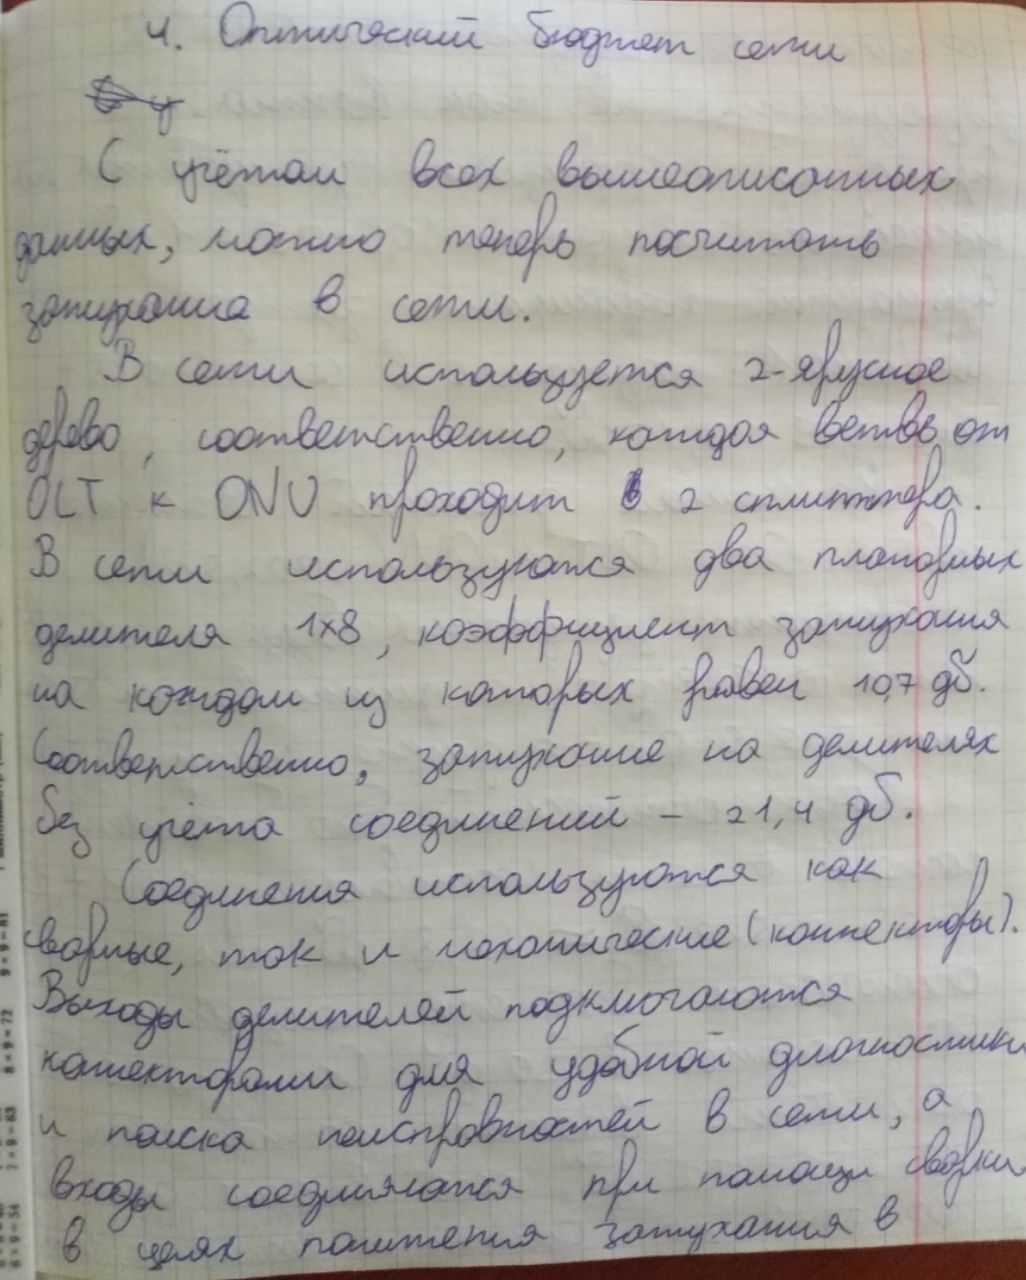 4. Оптический бюджет сети
С учётом всех вышеописанных
данных, можно теперь посчитать
затухание в сети.
В сети используется 2-ярусное
дерево, соответственно, каждая ветвь от
OLT к ONU проходит 2 сплиттера.
В сети используются два планарных
делителя 1x8, коэффициент затухания
на каждом из которых равен 10,7 дб.
Соответственно, затухание на делителях
без учёта соединений - 21,4 дб.
Соединения используются как
сварные, так и механические (коннекторы).
Выходы делителей подключаются
коннекторами для удобной диагностики
и поиска неисправностей в сети, а
входы соединяются при помощи сварки
в целях понижения затухания в